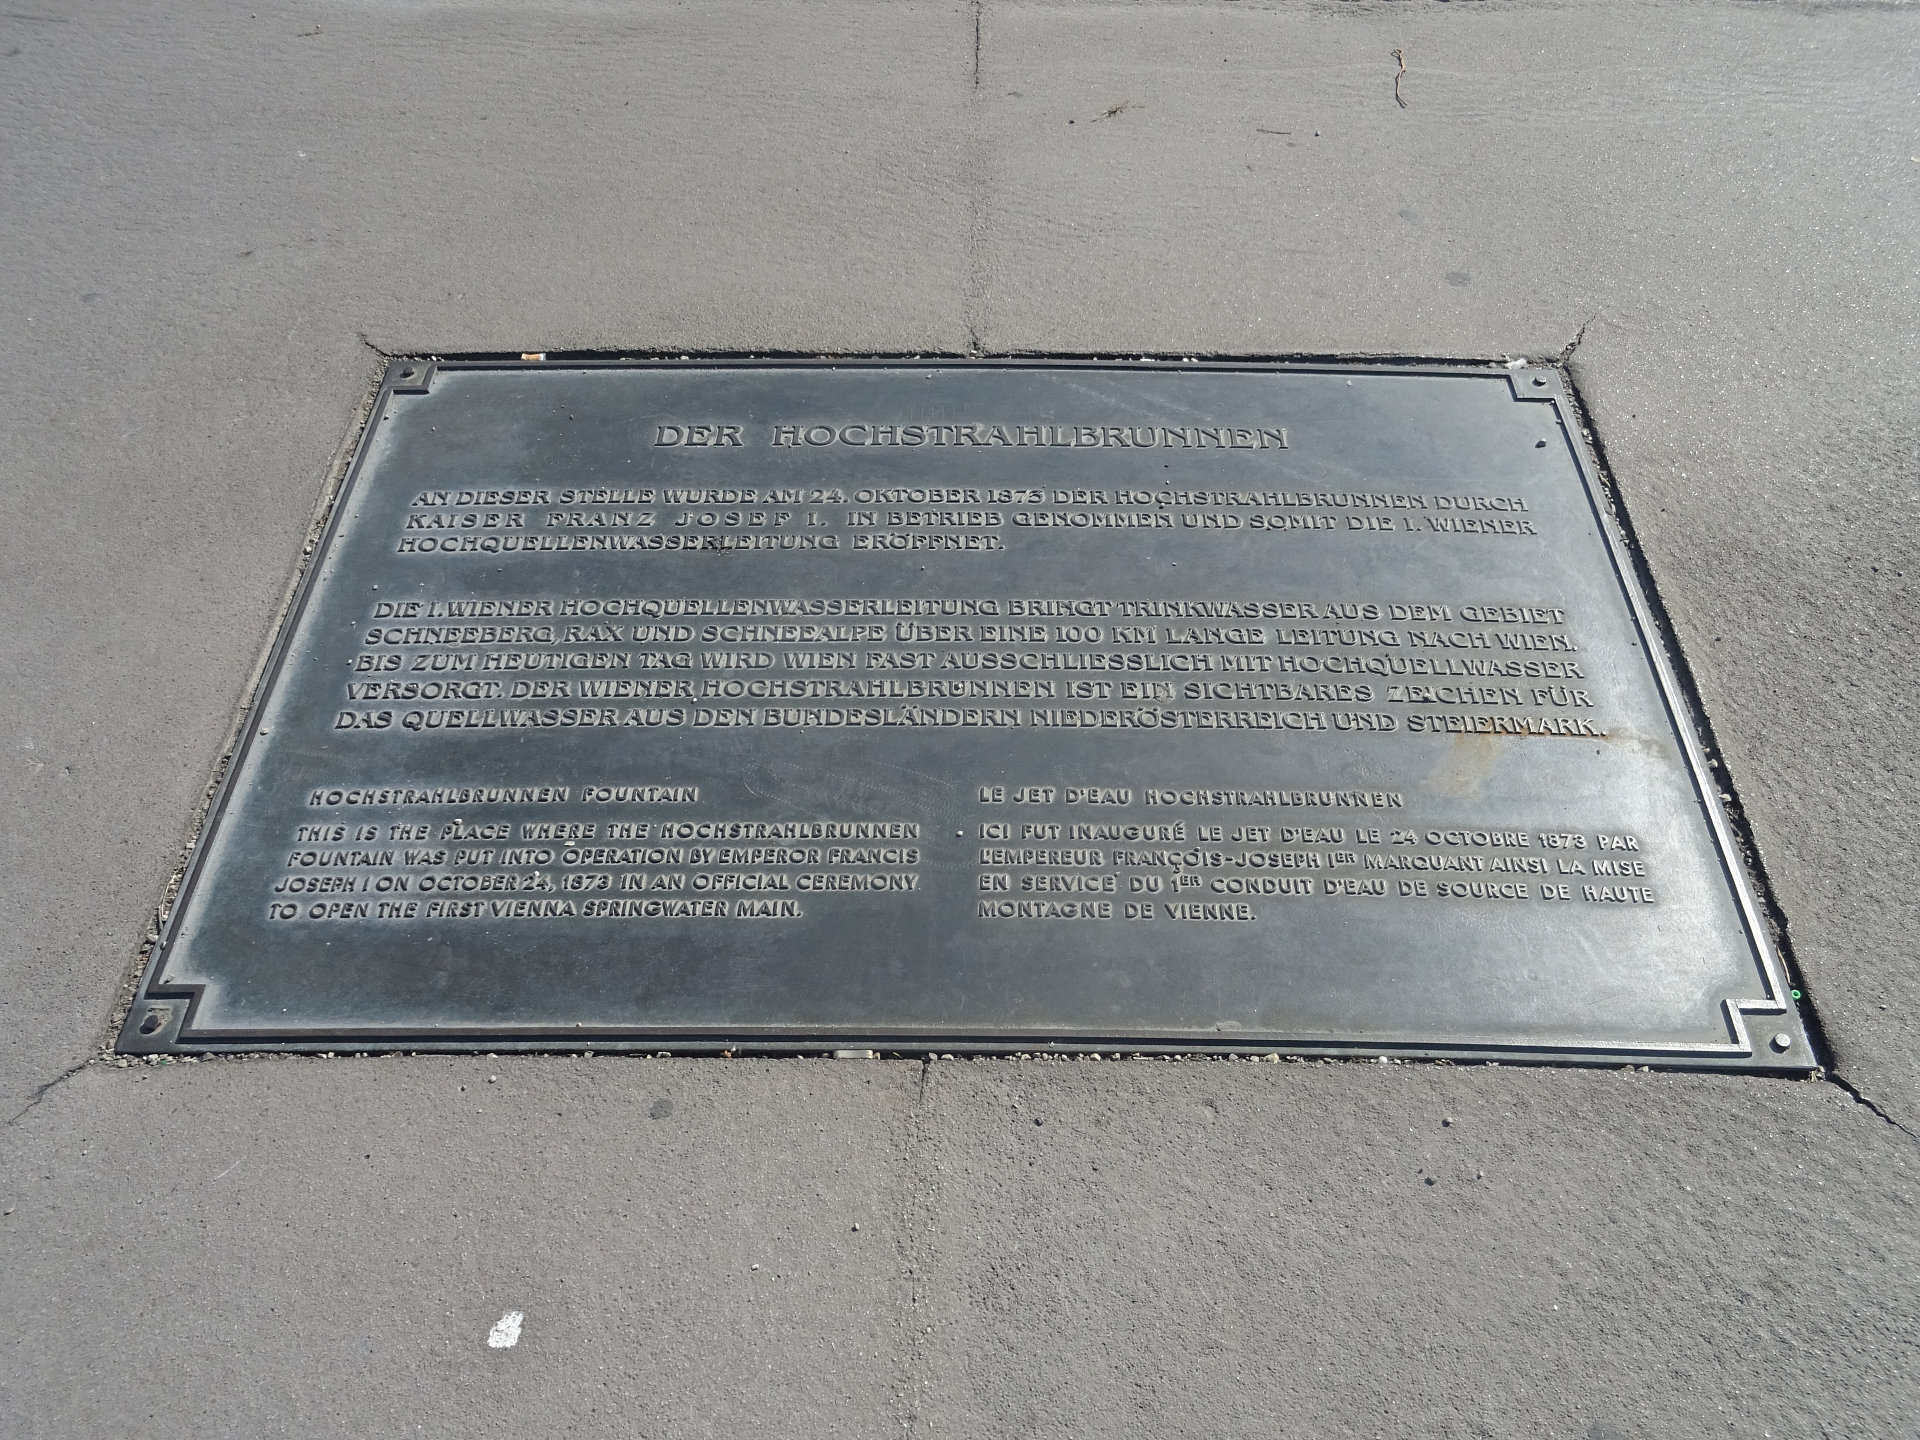 DER HOCHSTRAHLBRUNNEN
AN DIESER STELLE WURDE AM 24. OKTOBER 1873 DER HOCHSTRAHLBRUNNEN DURCH
KAISER FRANZ JOSEF I. IN BETRIEB GENOMMEN UND SOMIT DIE I. WIENER
HOCHQUELLENWASSERLEITUNG ERÖFFNET.
DIE I. WIENER HOCHQUELLENWASSERLEITUNG BRINGT TRINKWASSER AUS DEM GEBIET
SCHNEEBERG, RAX UND SCHNEEALPE ÜBER EINE 100 KM LANGE LEITUNG NACH WIEN.
BIS ZUM HEUTIGEN TAG WIRD WIEN FAST AUSSCHLIESSLICH MIT HOCHQUELLWASSER
VERSORGT. DER WIENER HOCHSTRAHLBRUNNEN IST EIN SICHTBARES ZEICHEN FÜR
DAS QUELLWASSER AUS DEN BUNDESLÄNDERN NIEDERÖSTERREICH UND STEIERMARK.
HOCHSTRAHLBRUNNEN FOUNTAIN
THIS IS THE PLACE WHERE THE HOCHSTRAHLBRUNNEN
FOUNTAIN WAS PUT INTO OPERATION BY EMPEROR FRANCIS
JOSEPH I ON OCTOBER 24, 1873 IN AN OFFICIAL CEREMONY
TO OPEN THE FIRST VIENNA SPRINGWATER MAIN.
LE JET D'EAU HOCHSTRAHLBRUNNEN
ICI FUT INAUGURÉ LE JET D'EAU LE 24 OCTOBRE 1873 PAR
L'EMPEREUR FRANÇOIS-JOSEPH IER MARQUANT AINSI LA MISE
EN SERVICE DU 1ER CONDUIT D'EAU DE SOURCE DE HAUTE
MONTAGNE DE VIENNE.